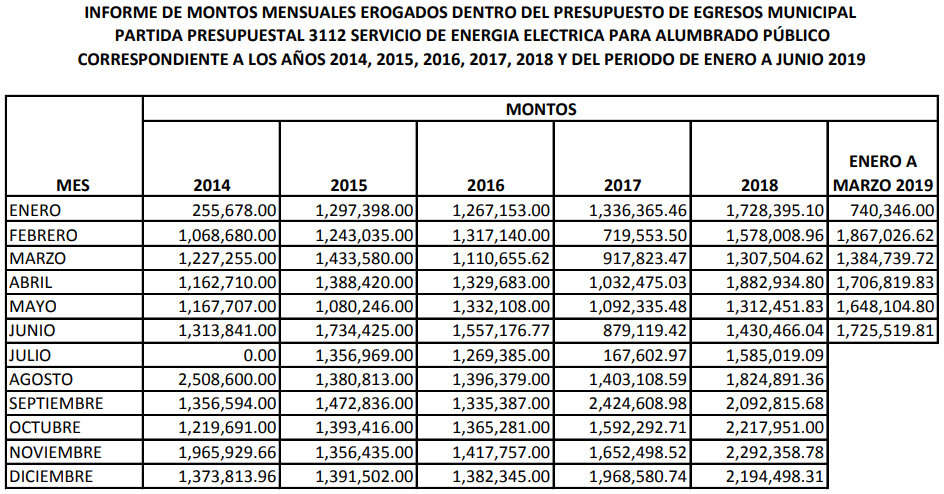 INFORME DE MONTOS MENSUALES EROGADOS DENTRO DEL PRESUPUESTO DE EGRESOS MUNICIPAL
PARTIDA PRESUPUESTAL 3112 SERVICIO DE ENERGIA ELECTRICA PARA ALUMBRADO PÚBLICO
CORRESPONDIENTE A LOS AÑOS 2014, 2015, 2016, 2017, 2018 Y DEL PERIODO DE ENERO A JUNIO 2019
MONTOS
MES 2014 2015 2016 2017 2018 ENERO A
MARZO 2019
ENERO 255,678.00 1,297,398.00 1,267,153.00 1,336,365.46 1,728,395.10 740,346.00
FEBRERO 1,068,680.00 1,243,035.00 1,317,140.00 719,553.50 1,578,008.96 1,867,026.62
MARZO 1,227,255.00 1,433,580.00 1,110,655.62 917,823.47 1,307,504.62 1,384,739.72
ABRIL 1,162,710.00 1,388,420.00 1,329,683.00 1,032,475.03 1,882,934.80 1,706,819.83
MAYO 1,167,707.00 1,080,246.00 1,332,108.00 1,092,335.48 1,312,451.83 1,648,104.80
JUNIO 1,313,841.00 1,734,425.00 1,557,176.77 879,119.42 1,430,466.04 1,725,519.81
JULIO 0.00 1,356,969.00 1,269,385.00 167,602.97 1,585,019.09
AGOSTO 2,508,600.00 1,380,813.00 1,396,379.00 1,403,108.59 1,824,891.36
SEPTIEMBRE 1,356,594.00 1,472,836.00 1,335,387.00 2,424,608.98 2,092,815.68
OCTUBRE 1,219,691.00 1,393,416.00 1,365,281.00 1,592,292.71 2,217,951.00
NOVIEMBRE 1,965,929.66 1,356,435.00 1,417,757.00 1,652,498.52 2,292,358.78
DICIEMBRE 1,373,813.96 1,391,502.00 1,382,345.00 1,968,580.74 2,194,498.31